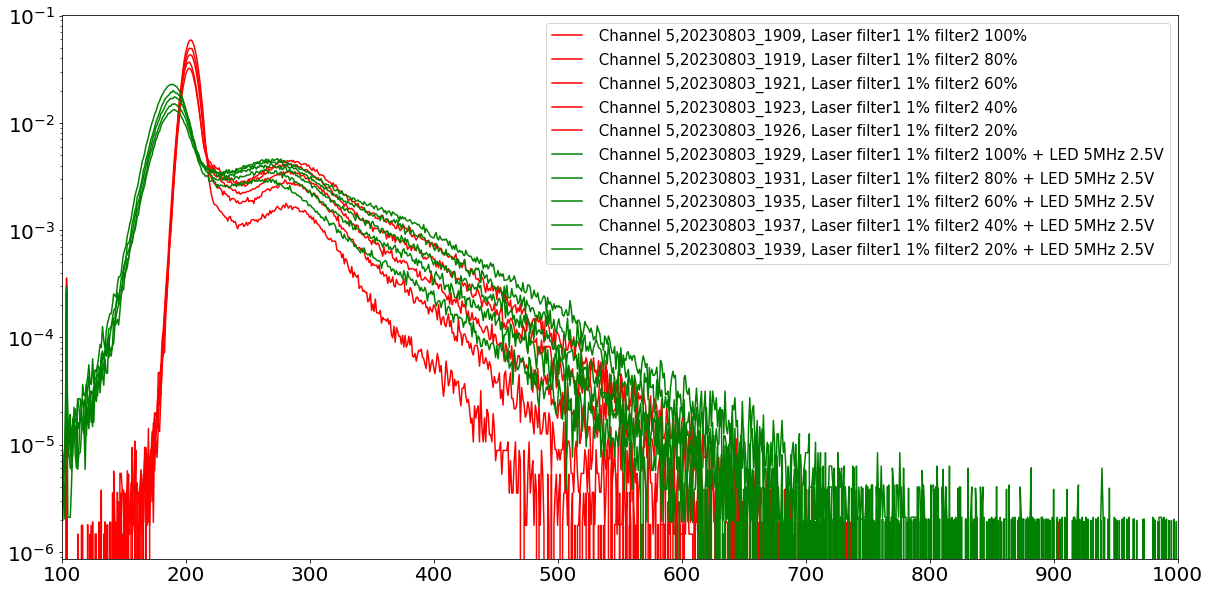 10⁻¹
10⁻²
10⁻³
10⁻⁴
10⁻⁵
10⁻⁶
Channel 5,20230803_1909, Laser filter1 1% filter2 100%
Channel 5,20230803_1919, Laser filter1 1% filter2 80%
Channel 5,20230803_1921, Laser filter1 1% filter2 60%
Channel 5,20230803_1923, Laser filter1 1% filter2 40%
Channel 5,20230803_1926, Laser filter1 1% filter2 20%
Channel 5,20230803_1929, Laser filter1 1% filter2 100% + LED 5MHz 2.5V
Channel 5,20230803_1931, Laser filter1 1% filter2 80% + LED 5MHz 2.5V
Channel 5,20230803_1935, Laser filter1 1% filter2 60% + LED 5MHz 2.5V
Channel 5,20230803_1937, Laser filter1 1% filter2 40% + LED 5MHz 2.5V
Channel 5,20230803_1939, Laser filter1 1% filter2 20% + LED 5MHz 2.5V
100 200 300 400 500 600 700 800 900 1000